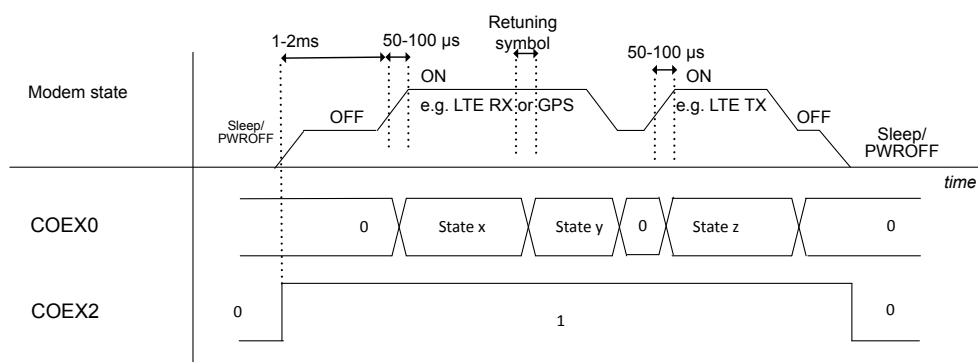 Retuning
symbol
1-2ms
50-100 µs
50-100 µs
ON
ON
Modem state
e.g. LTE RX or GPS
e.g. LTE TX
OFF
OFF
Sleep/
PWROFF
Sleep/
PWROFF
time
COEX0
0
State x
State y
0
State z
0
COEX2
0
1
0